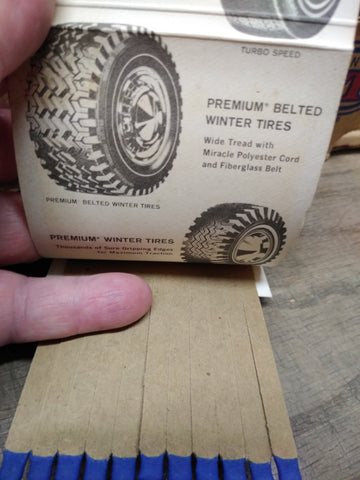 TURBO SPEED
PREMIUM* BELTED
WINTER TIRES
Wide Tread with
Miracle Polyester Cord
and Fiberglass Belt
PREMIUM* BELTED WINTER TIRES
PREMIUM* WINTER TIRES
Thousands of Sure Gripping Edges
for Maximum Traction